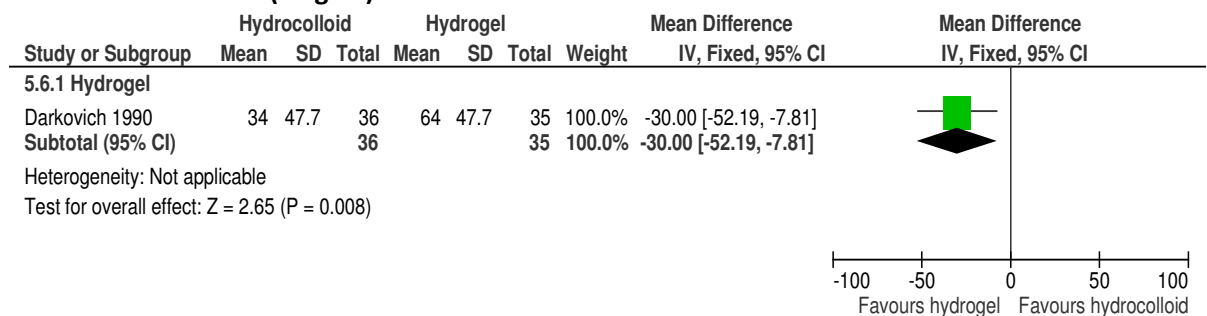 Hydrocolloid Hydrogel Mean Difference Mean Difference
Study or Subgroup Mean SD Total Mean SD Total Weight IV, Fixed, 95% CI IV, Fixed, 95% CI
5.6.1 Hydrogel
Darkovich 1990 34 47.7 36 64 47.7 35 100.0% -30.00 [-52.19, -7.81]
Subtotal (95% CI) 36 35 100.0% -30.00 [-52.19, -7.81]
Heterogeneity: Not applicable
Test for overall effect: Z = 2.65 (P = 0.008)
-100 -50 0 50 100
Favours hydrogel Favours hydrocolloid